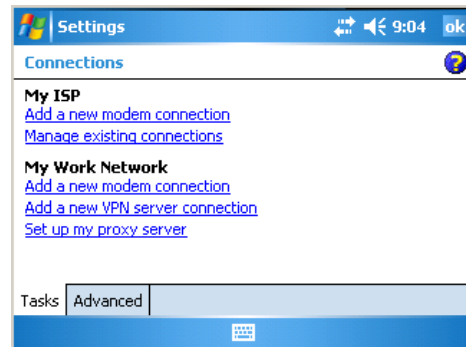 Settings 9:04 ok
Connections ?
My ISP
Add a new modem connection
Manage existing connections
My Work Network
Add a new modem connection
Add a new VPN server connection
Set up my proxy server
Tasks Advanced